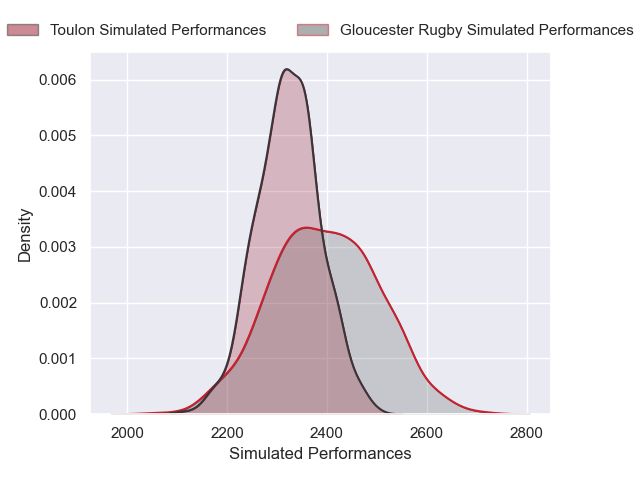 Toulon Simulated Performances Gloucester Rugby Simulated Performances
0.006
0.005
0.004
0.003
0.002
0.001
0.000
Density
2000 2200 2400 2600 2800
Simulated Performances